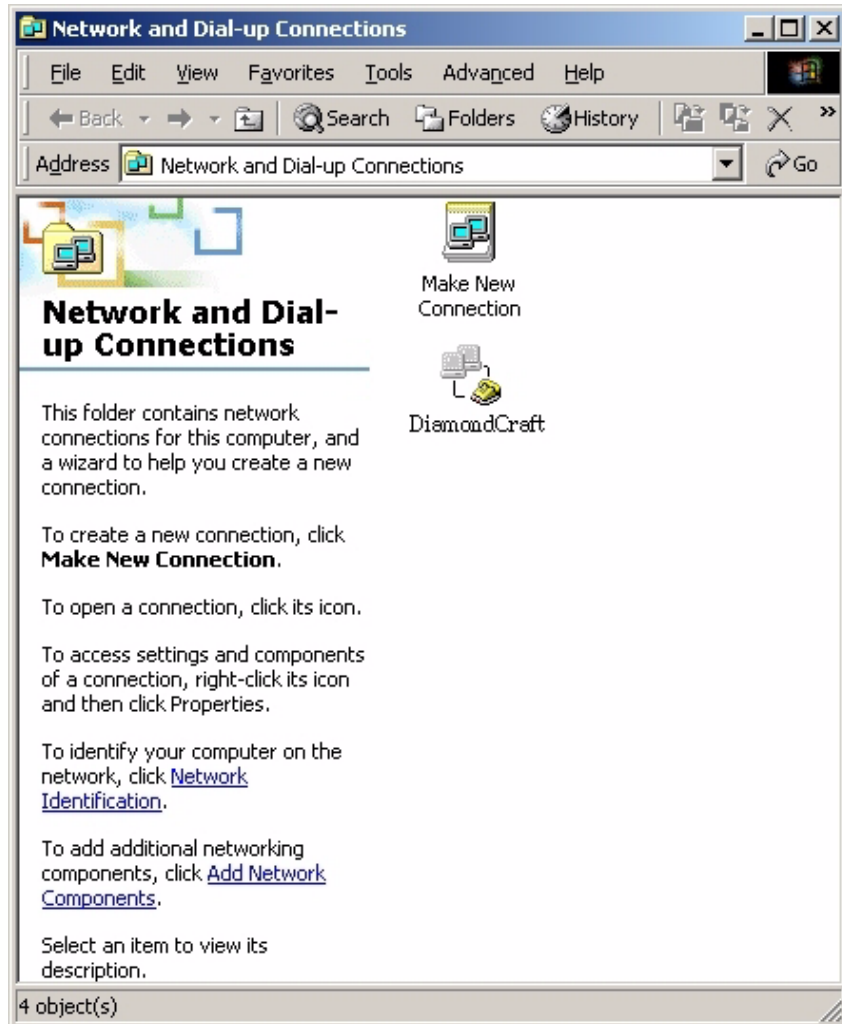 Network and Dial-up Connections
File Edit View Favorites Tools Advanced Help
Back Search Folders History »
Address Network and Dial-up Connections Go
Network and Dial-
up Connections
This folder contains network
connections for this computer, and
a wizard to help you create a new
connection.
To create a new connection, click
Make New Connection.
To open a connection, click its icon.
To access settings and components
of a connection, right-click its icon
and then click Properties.
To identify your computer on the
network, click Network
Identification.
To add additional networking
components, click Add Network
Components.
Select an item to view its
description.
Make New
Connection
DiamondCraft
4 object(s)